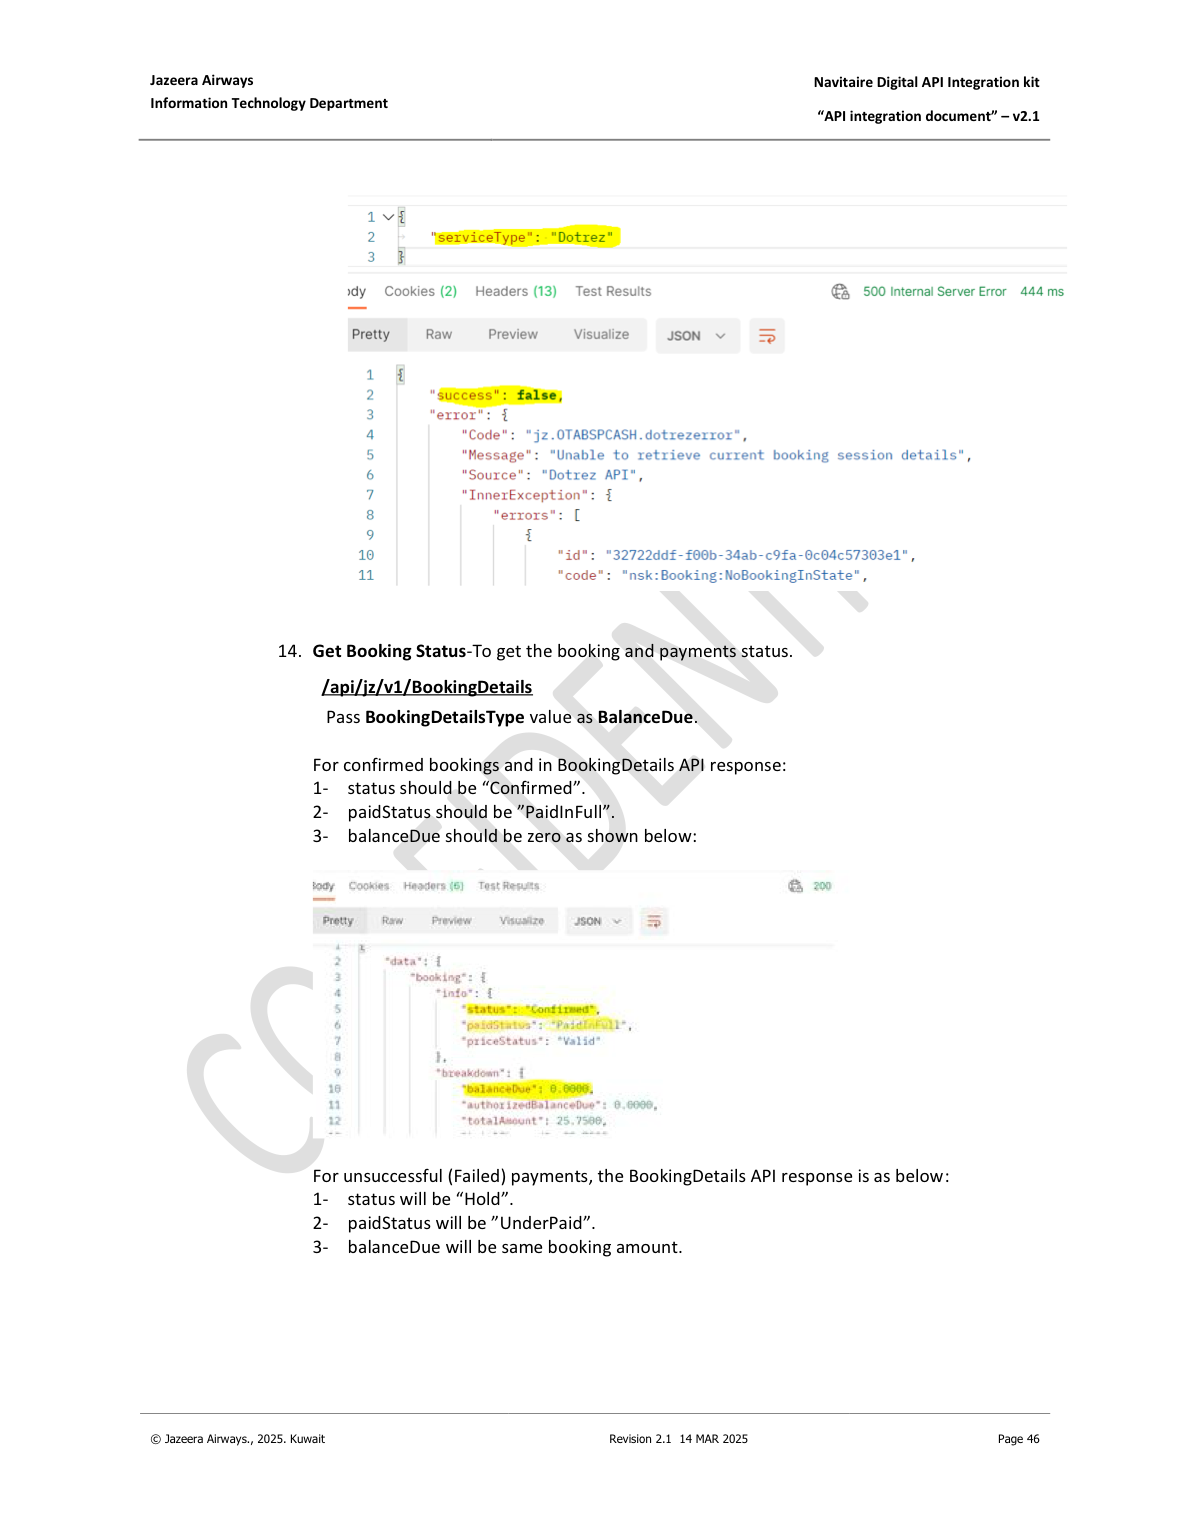 Jazeera Airways
Information Technology Department
Navitaire Digital API Integration kit
“API integration document” – v2.1
1 {
2 "serviceType": "Dotrez"
3 }
ody Cookies (2) Headers (13) Test Results 500 Internal Server Error 444 ms
Pretty Raw Preview Visualize JSON
1 {
2 "success": false,
3 "error": {
4 "Code": "jz.OTABSPCASH.dotrezerror",
5 "Message": "Unable to retrieve current booking session details",
6 "Source": "Dotrez API",
7 "InnerException": {
8 "errors": [
9 {
10 "id": "32722ddf-f00b-34ab-c9fa-0c04c57303e1",
11 "code": "nsk:Booking:NoBookingInState",
14. Get Booking Status-To get the booking and payments status.
/api/jz/v1/BookingDetails
Pass BookingDetailsType value as BalanceDue.
For confirmed bookings and in BookingDetails API response:
1- status should be “Confirmed”.
2- paidStatus should be ”PaidInFull”.
3- balanceDue should be zero as shown below:
Body Cookies Headers (6) Test Results 200
Pretty Raw Preview Visualize JSON
1 {
2 "data": {
3 "booking": {
4 "info": {
5 "status": "Confirmed",
6 "paidStatus": "PaidInFull",
7 "priceStatus": "Valid"
8 },
9 "breakdown": {
10 "balanceDue": 0.0000,
11 "authorizedBalanceDue": 0.0000,
12 "totalAmount": 25.7500,
For unsuccessful (Failed) payments, the BookingDetails API response is as below:
1- status will be “Hold”.
2- paidStatus will be ”UnderPaid”.
3- balanceDue will be same booking amount.
© Jazeera Airways., 2025. Kuwait Revision 2.1 14 MAR 2025 Page 46